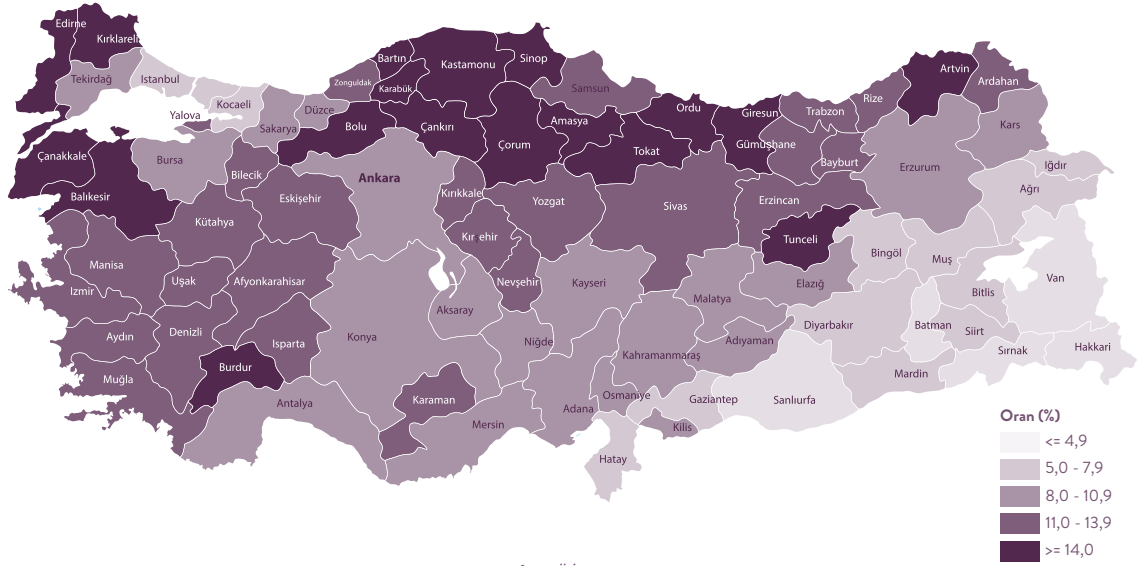 Edirne
Kırklareli
Tekirdağ
Istanbul
Kocaeli
Yalova
Sakarya
Düzce
Zonguldak
Bartın
Karabük
Kastamonu
Sinop
Samsun
Bolu
Çankırı
Çorum
Amasya
Tokat
Ordu
Giresun
Gümüşhane
Trabzon
Bayburt
Rize
Artvin
Ardahan
Kars
Erzurum
Iğdır
Ağrı
Çanakkale
Balıkesir
Bursa
Bilecik
Kütahya
Eskişehir
Ankara
Kırıkkale
Kırşehir
Yozgat
Sivas
Erzincan
Tunceli
Bingöl
Muş
Van
Bitlis
Manisa
Izmir
Uşak
Afyonkarahisar
Nevşehir
Kayseri
Aksaray
Malatya
Elazığ
Diyarbakır
Batman
Siirt
Sırnak
Hakkari
Mardin
Aydın
Denizli
Isparta
Burdur
Muğla
Antalya
Konya
Karaman
Niğde
Mersin
Adana
Kahramanmaraş
Adıyaman
Osmaniye
Gaziantep
Kilis
Sanlıurfa
Hatay
Oran (%)
<= 4,9
5,0 - 7,9
8,0 - 10,9
11,0 - 13,9
>= 14,0